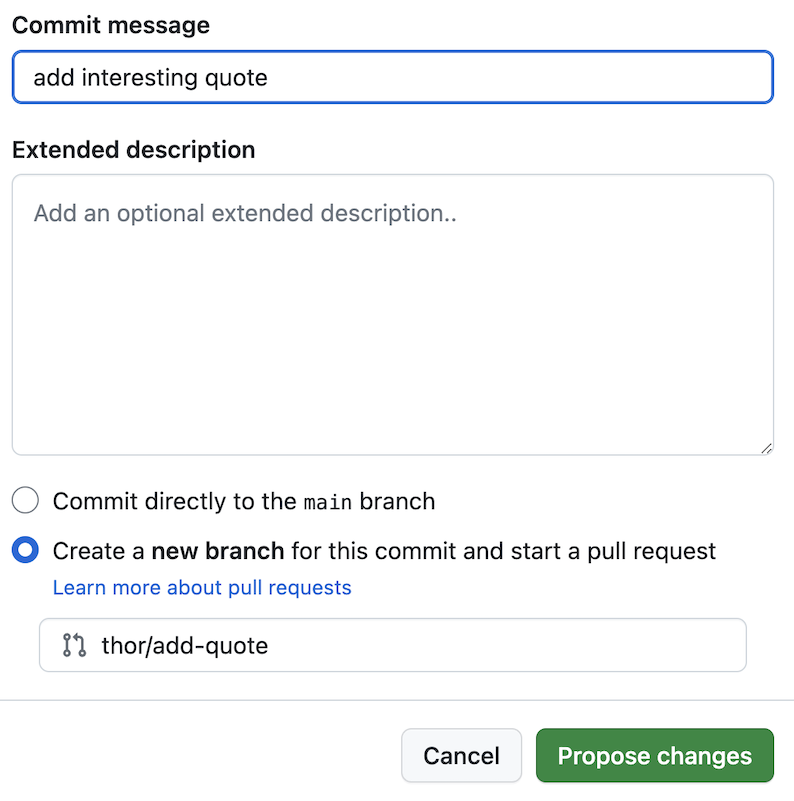 Commit message
add interesting quote
Extended description
Add an optional extended description..
Commit directly to the main branch
Create a new branch for this commit and start a pull request
Learn more about pull requests
thor/add-quote
Cancel
Propose changes